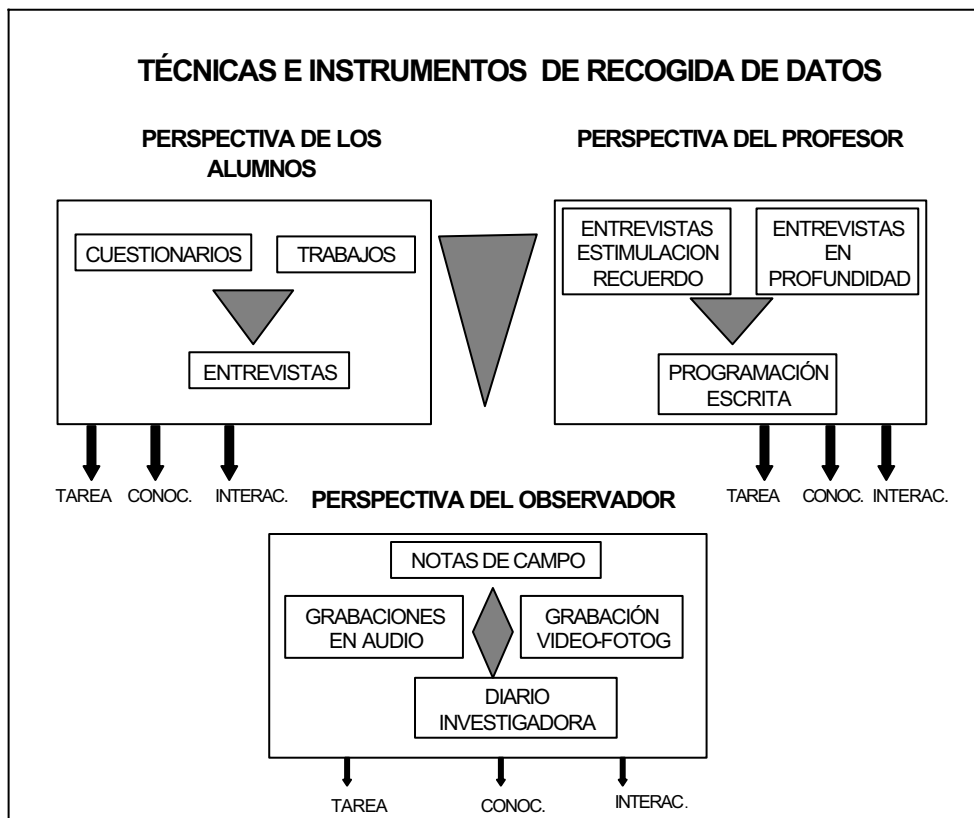 TÉCNICAS E INSTRUMENTOS DE RECOGIDA DE DATOS
PERSPECTIVA DE LOS
ALUMNOS
CUESTIONARIOS
TRABAJOS
ENTREVISTAS
TAREA
CONOC.
INTERAC.
PERSPECTIVA DEL PROFESOR
ENTREVISTAS
ESTIMULACION
RECUERDO
ENTREVISTAS
EN
PROFUNDIDAD
PROGRAMACIÓN
ESCRITA
TAREA
CONOC.
INTERAC.
PERSPECTIVA DEL OBSERVADOR
NOTAS DE CAMPO
GRABACIONES
EN AUDIO
GRABACIÓN
VIDEO-FOTOG
DIARIO
INVESTIGADORA
TAREA
CONOC.
INTERAC.